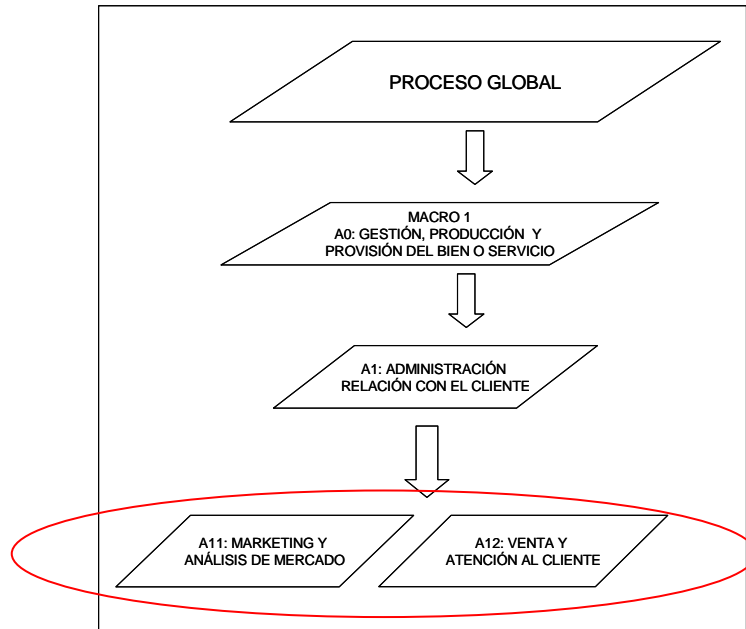 PROCESO GLOBAL
MACRO 1
A0: GESTIÓN, PRODUCCIÓN Y
PROVISIÓN DEL BIEN O SERVICIO
A1: ADMINISTRACIÓN
RELACIÓN CON EL CLIENTE
A11: MARKETING Y
ANÁLISIS DE MERCADO
A12: VENTA Y
ATENCIÓN AL CLIENTE